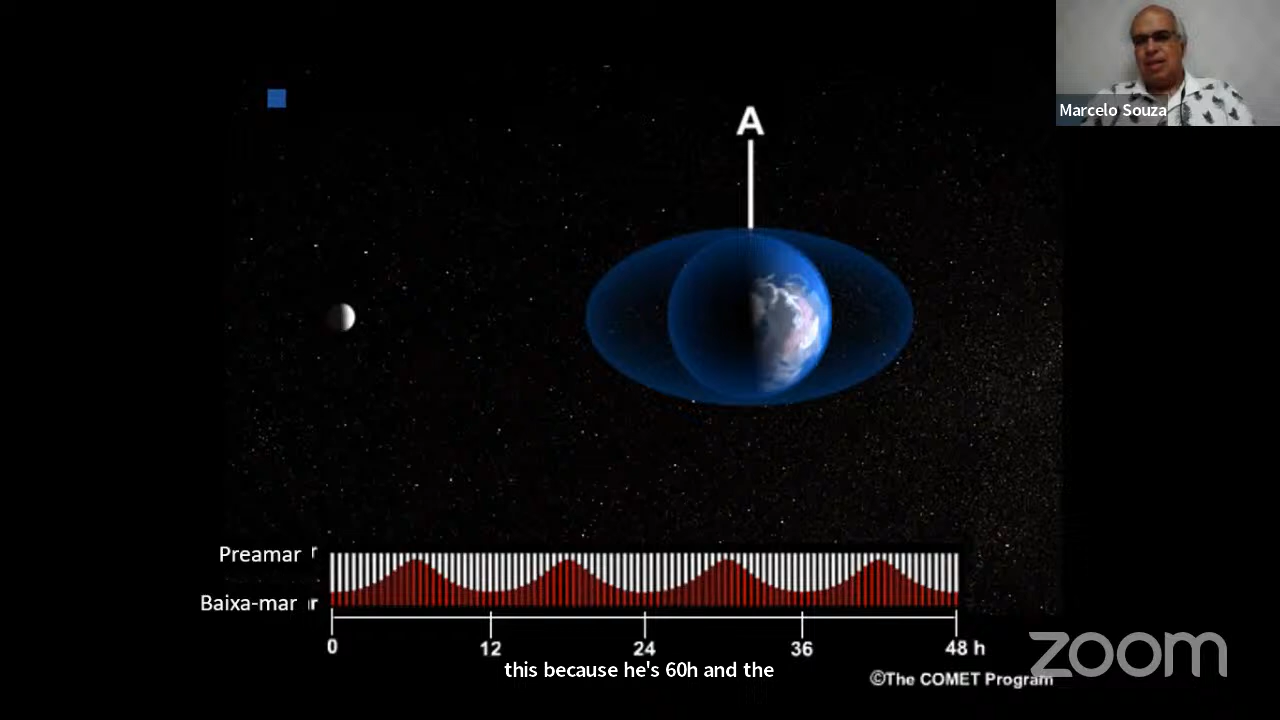 Marcelo Souza
A
Preamar r
Baixa-mar r
0 12 24 36 48 h
this because he's 60h and the
©The COMET Program
zoom